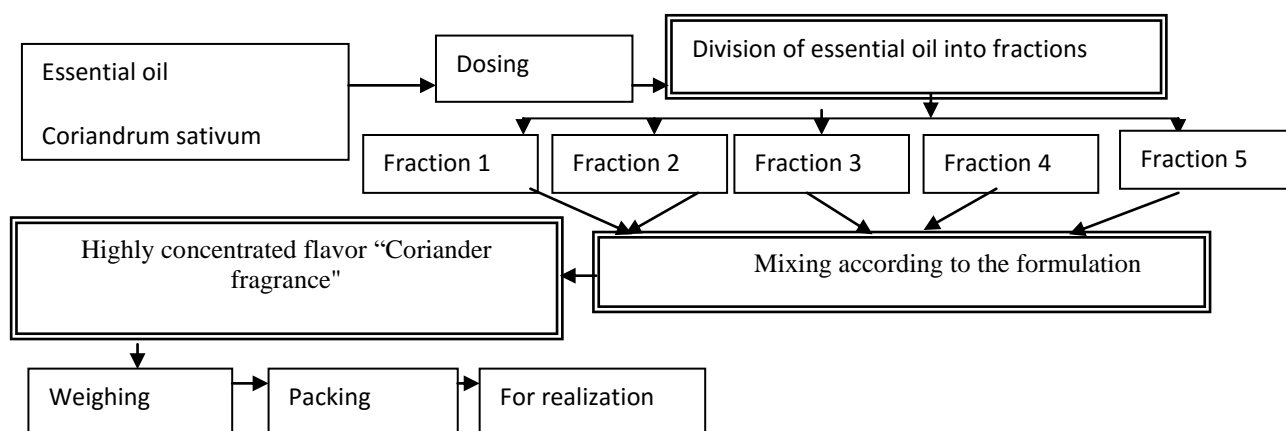 Essential oil
Coriandrum sativum
Dosing
Division of essential oil into fractions
Fraction 1
Fraction 2
Fraction 3
Fraction 4
Fraction 5
Highly concentrated flavor “Coriander
fragrance"
Mixing according to the formulation
Weighing
Packing
For realization